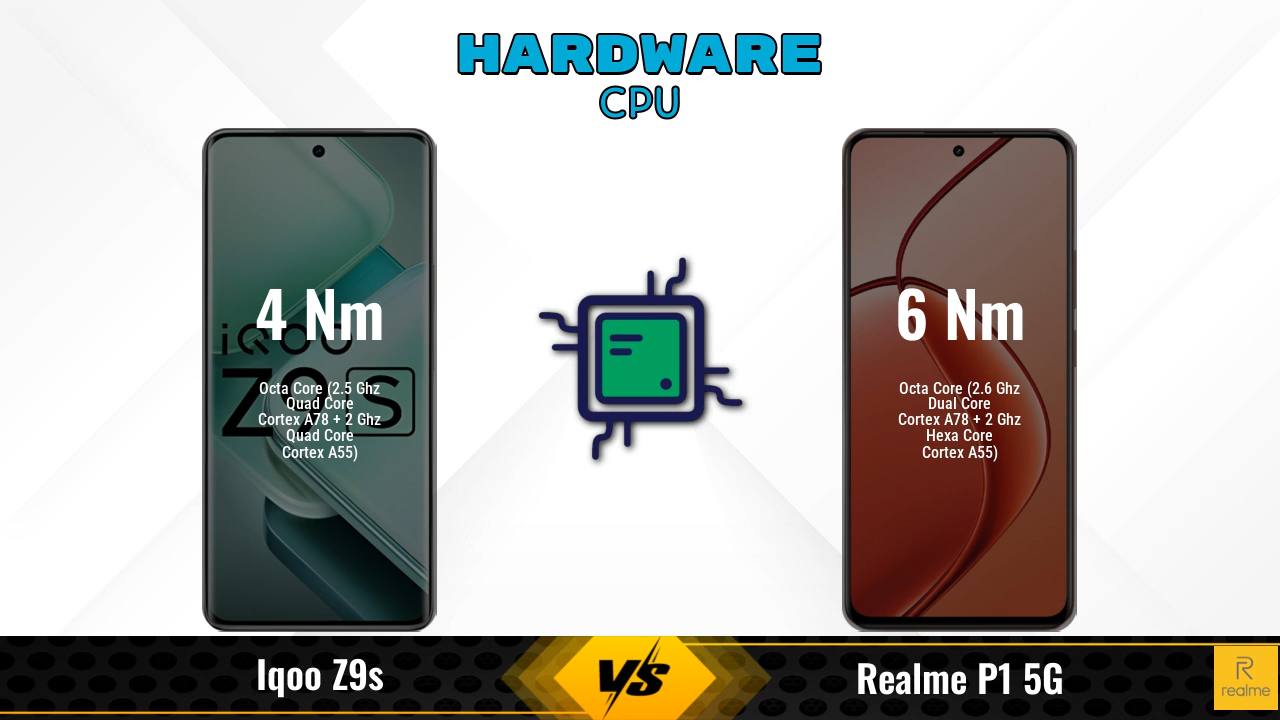 HARDWARE
CPU
4 Nm
iQOO
Z9s
Octa Core (2.5 Ghz
Quad Core
Cortex A78 + 2 Ghz
Quad Core
Cortex A55)
6 Nm
Octa Core (2.6 Ghz
Dual Core
Cortex A78 + 2 Ghz
Hexa Core
Cortex A55)
Iqoo Z9s
VS
Realme P1 5G
R
realme